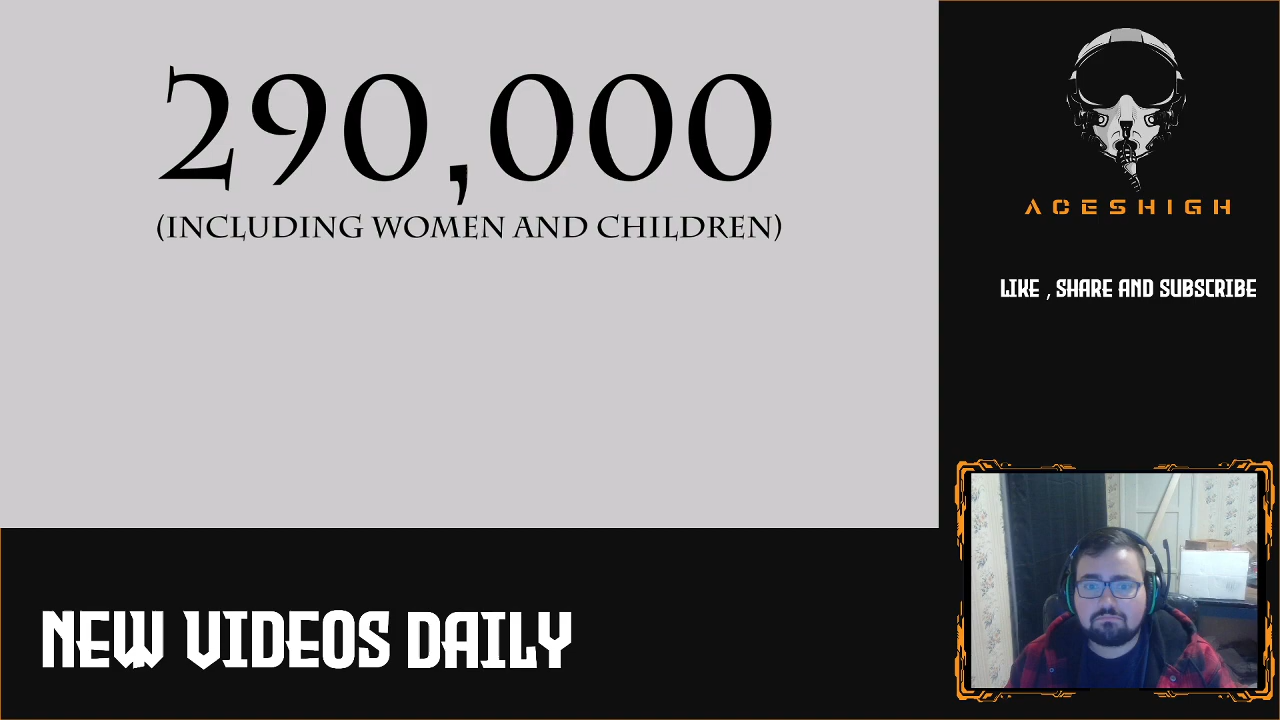 290,000
(INCLUDING WOMEN AND CHILDREN)
ACESHIGH
LIKE , SHARE AND SUBSCRIBE
NEW VIDEOS DAILY